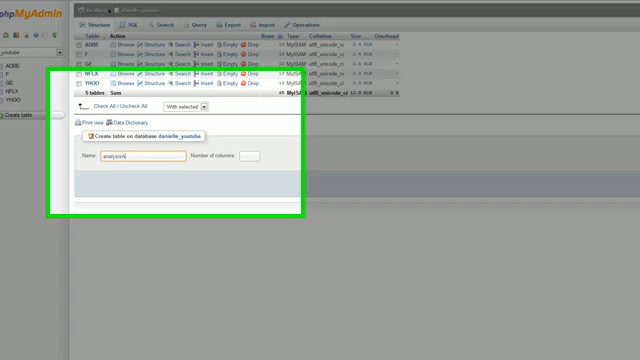 phpMyAdmin
localhost danielle_youtube
Structure SQL Search Query Export Import Operations
_youtube
Table Action Rows Type Collation Size Overhead
ADBE Browse Structure Search Insert Empty Drop MyISAM utf8_unicode_ci
F Browse Structure Search Insert Empty Drop MyISAM utf8_unicode_ci
GE Browse Structure Search Insert Empty Drop MyISAM utf8_unicode_ci
NFLX Browse Structure Search Insert Empty Drop MyISAM utf8_unicode_ci
YHOO Browse Structure Search Insert Empty Drop MyISAM utf8_unicode_ci
5 tables Sum MyISAM utf8_unicode_ci
ADBE
F
GE
NFLX
YHOO
Create table
Check All / Uncheck All With selected:
Print view Data Dictionary
Create table on database danielle_youtube
Name: analysisA Number of columns: